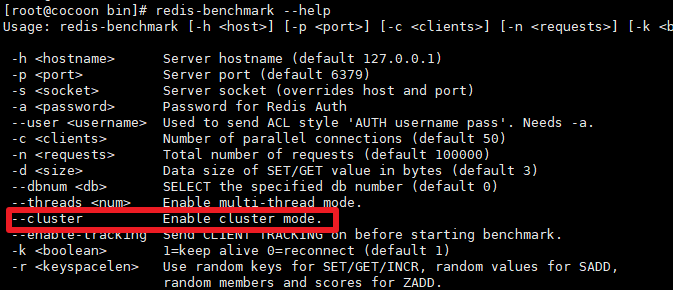 [root@cocoon bin]# redis-benchmark --help
Usage: redis-benchmark [-h <host>] [-p <port>] [-c <clients>] [-n <requests>] [-k <b
-h <hostname> Server hostname (default 127.0.0.1)
-p <port> Server port (default 6379)
-s <socket> Server socket (overrides host and port)
-a <password> Password for Redis Auth
--user <username> Used to send ACL style 'AUTH username pass'. Needs -a.
-c <clients> Number of parallel connections (default 50)
-n <requests> Total number of requests (default 100000)
-d <size> Data size of SET/GET value in bytes (default 3)
--dbnum <db> SELECT the specified db number (default 0)
--threads <num> Enable multi-thread mode.
--cluster Enable cluster mode.
--enable-tracking Send CLIENT TRACKING on before starting benchmark.
-k <boolean> 1=keep alive 0=reconnect (default 1)
-r <keyspacelen> Use random keys for SET/GET/INCR, random values for SADD,
random members and scores for ZADD.